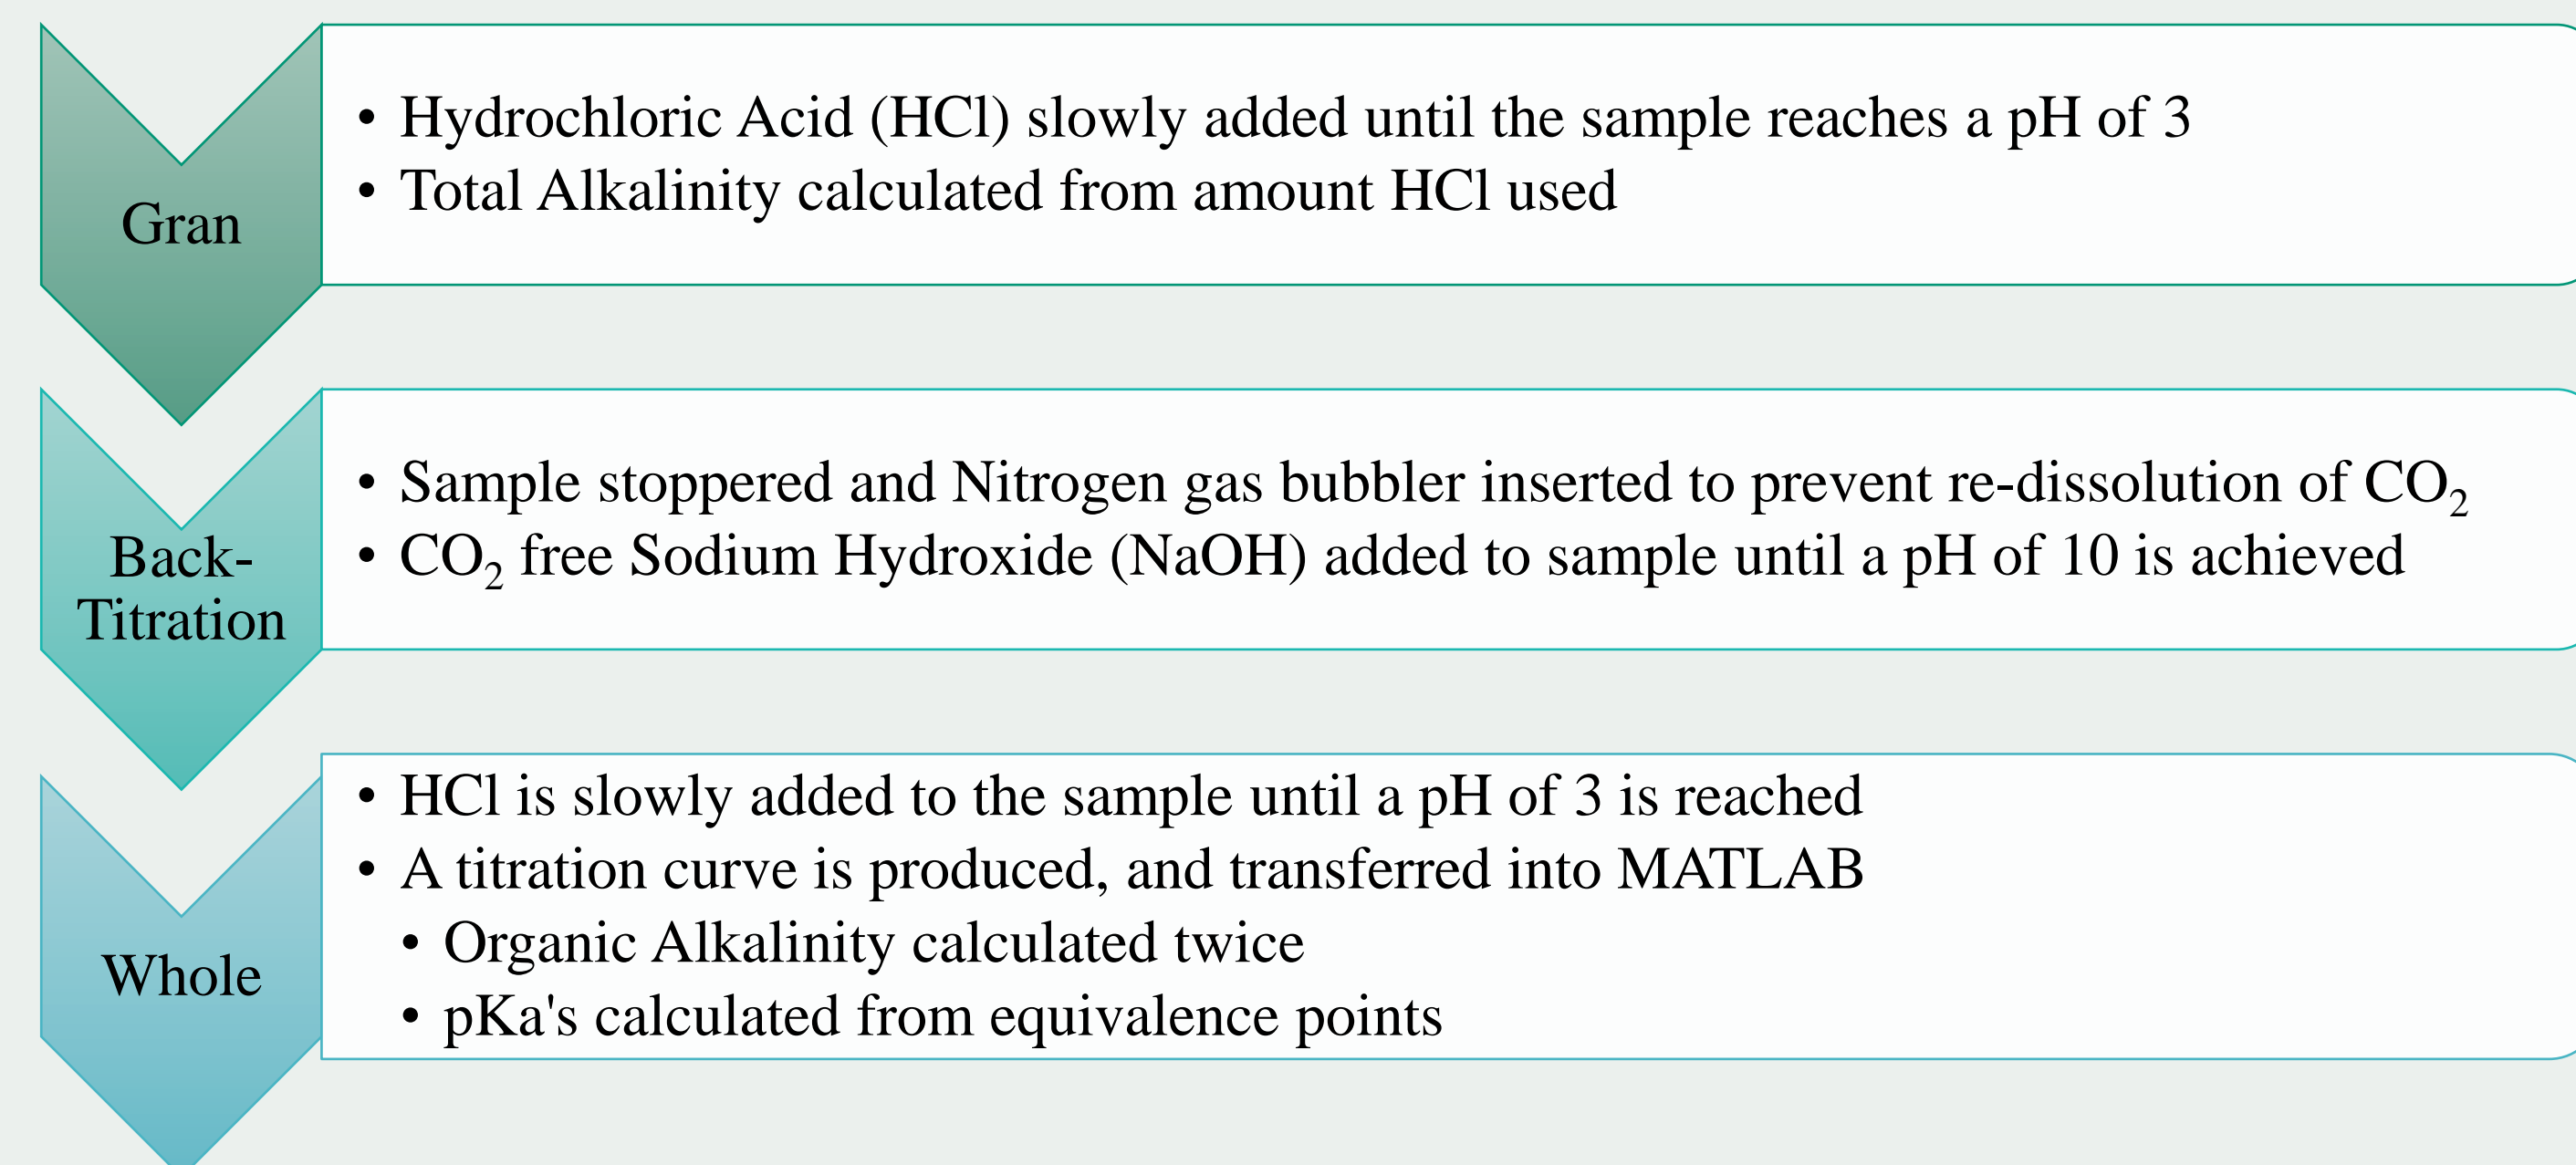 Gran
• Hydrochloric Acid (HCl) slowly added until the sample reaches a pH of 3
• Total Alkalinity calculated from amount HCl used
Back-
Titration
• Sample stoppered and Nitrogen gas bubbler inserted to prevent re-dissolution of CO₂
• CO₂ free Sodium Hydroxide (NaOH) added to sample until a pH of 10 is achieved
Whole
• HCl is slowly added to the sample until a pH of 3 is reached
• A titration curve is produced, and transferred into MATLAB
• Organic Alkalinity calculated twice
• pKa's calculated from equivalence points